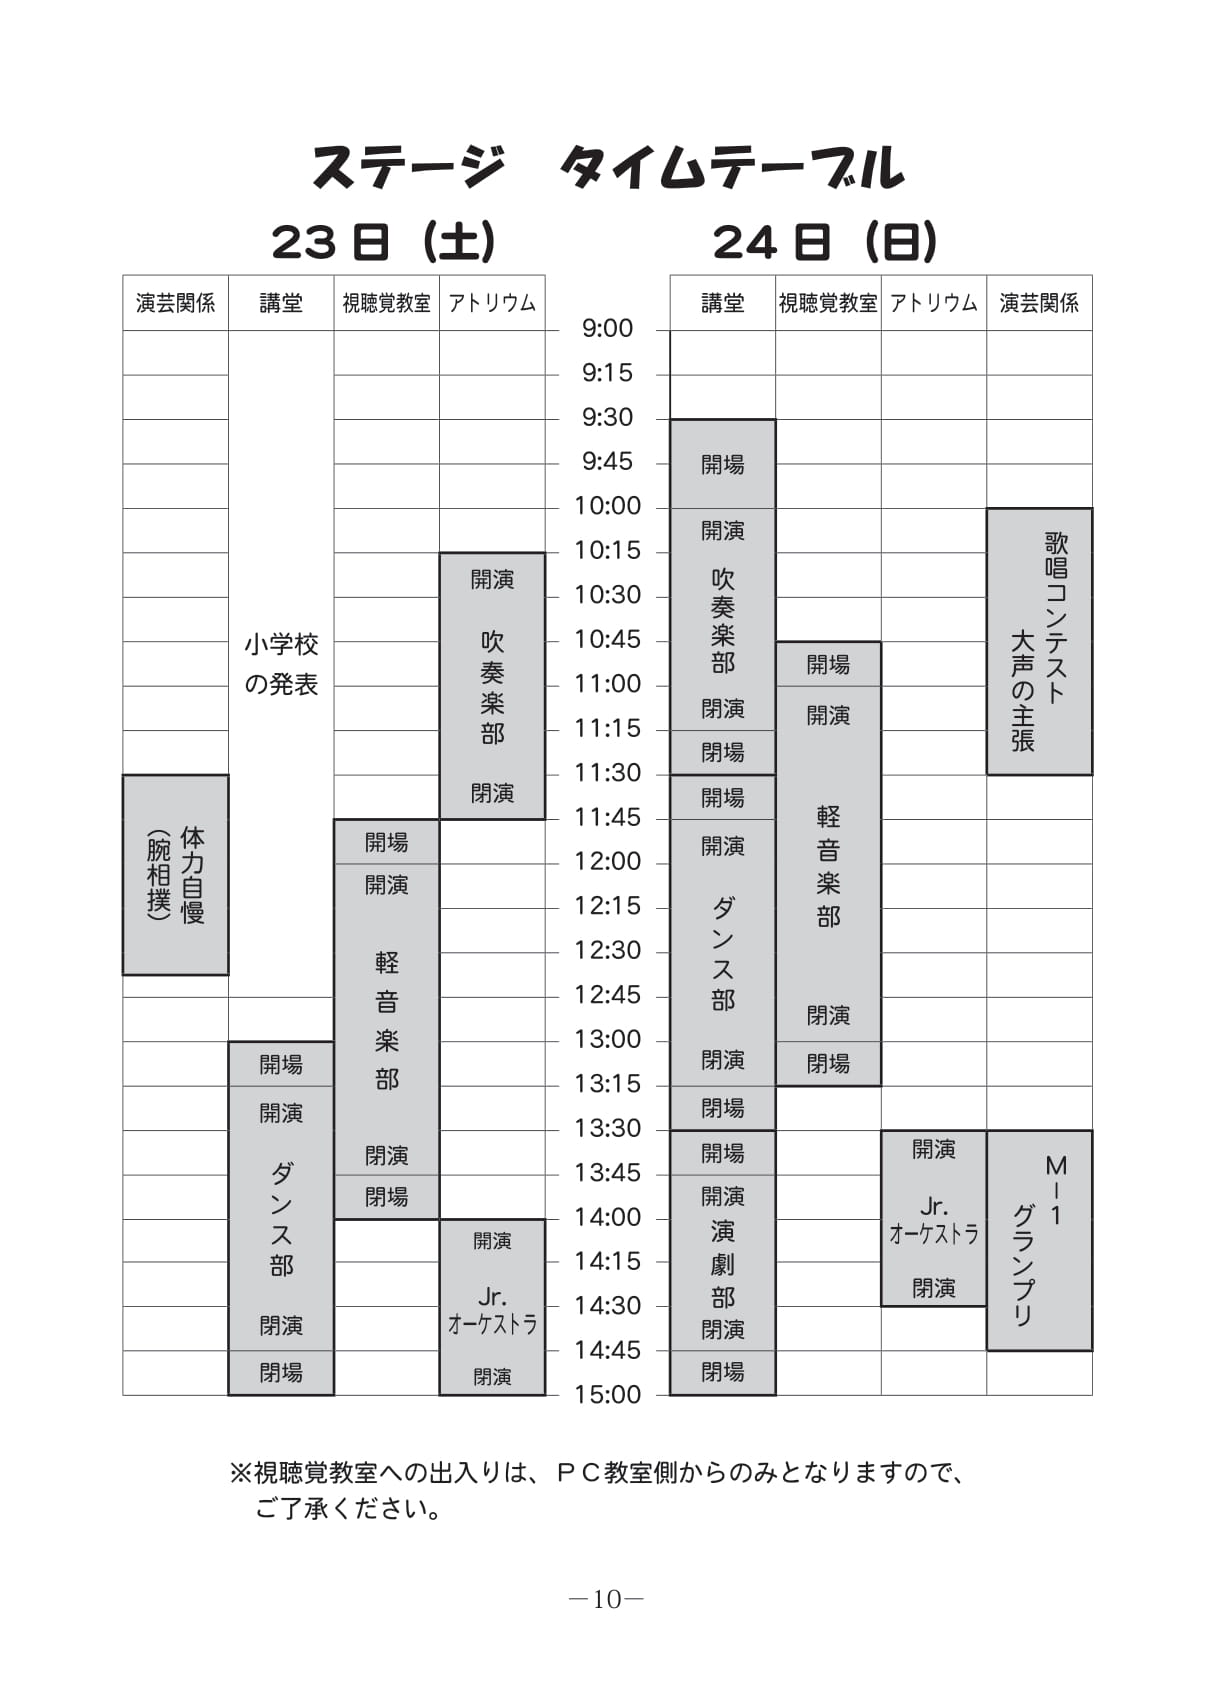 ステージ　タイムテーブル
23日（土）
24日（日）
演芸関係
講堂
視聴覚教室
アトリウム
講堂
視聴覚教室
アトリウム
演芸関係
9:00
9:15
9:30
9:45
10:00
10:15
10:30
10:45
11:00
11:15
11:30
11:45
12:00
12:15
12:30
12:45
13:00
13:15
13:30
13:45
14:00
14:15
14:30
14:45
15:00
体力自慢
（腕相撲）
小学校
の発表
開場
開演
ダンス部
閉演
閉場
開場
開演
軽音楽部
閉演
閉場
開演
吹奏楽部
閉演
開演
Jr.
オーケストラ
閉演
開場
開演
吹奏楽部
閉演
閉場
開場
開演
ダンス部
閉演
閉場
開場
開演
演劇部
閉演
閉場
開場
開演
軽音楽部
閉演
閉場
開演
Jr.
オーケストラ
閉演
歌唱コンテスト
大声の主張
M－1
グランプリ
※視聴覚教室への出入りは、ＰＣ教室側からのみとなりますので、
ご了承ください。
－10－